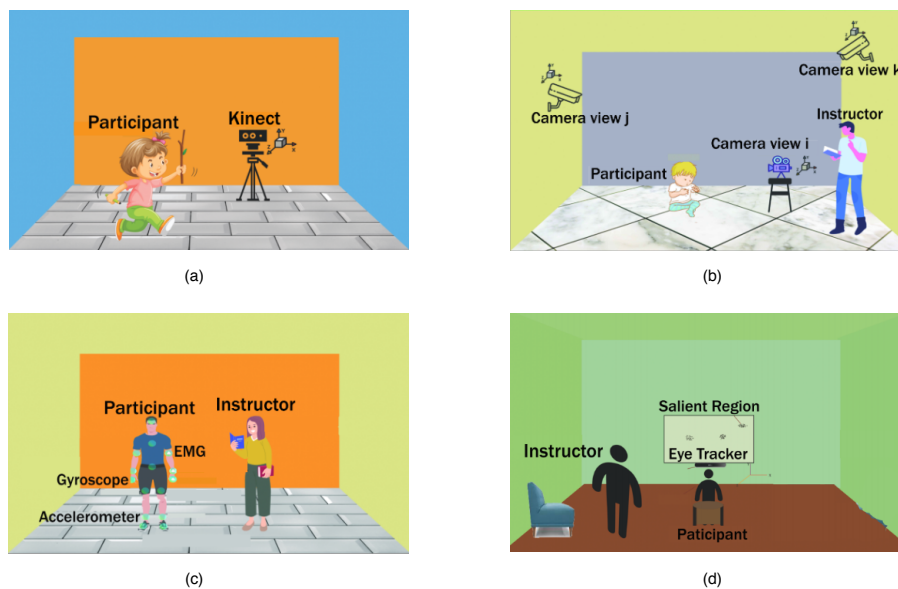 Participant
Kinect
(a)
Camera view k
Camera view j
Instructor
Camera view i
Participant
(b)
Participant
Instructor
EMG
Gyroscope
Accelerometer
(c)
Salient Region
Instructor
Eye Tracker
Paticipant
(d)